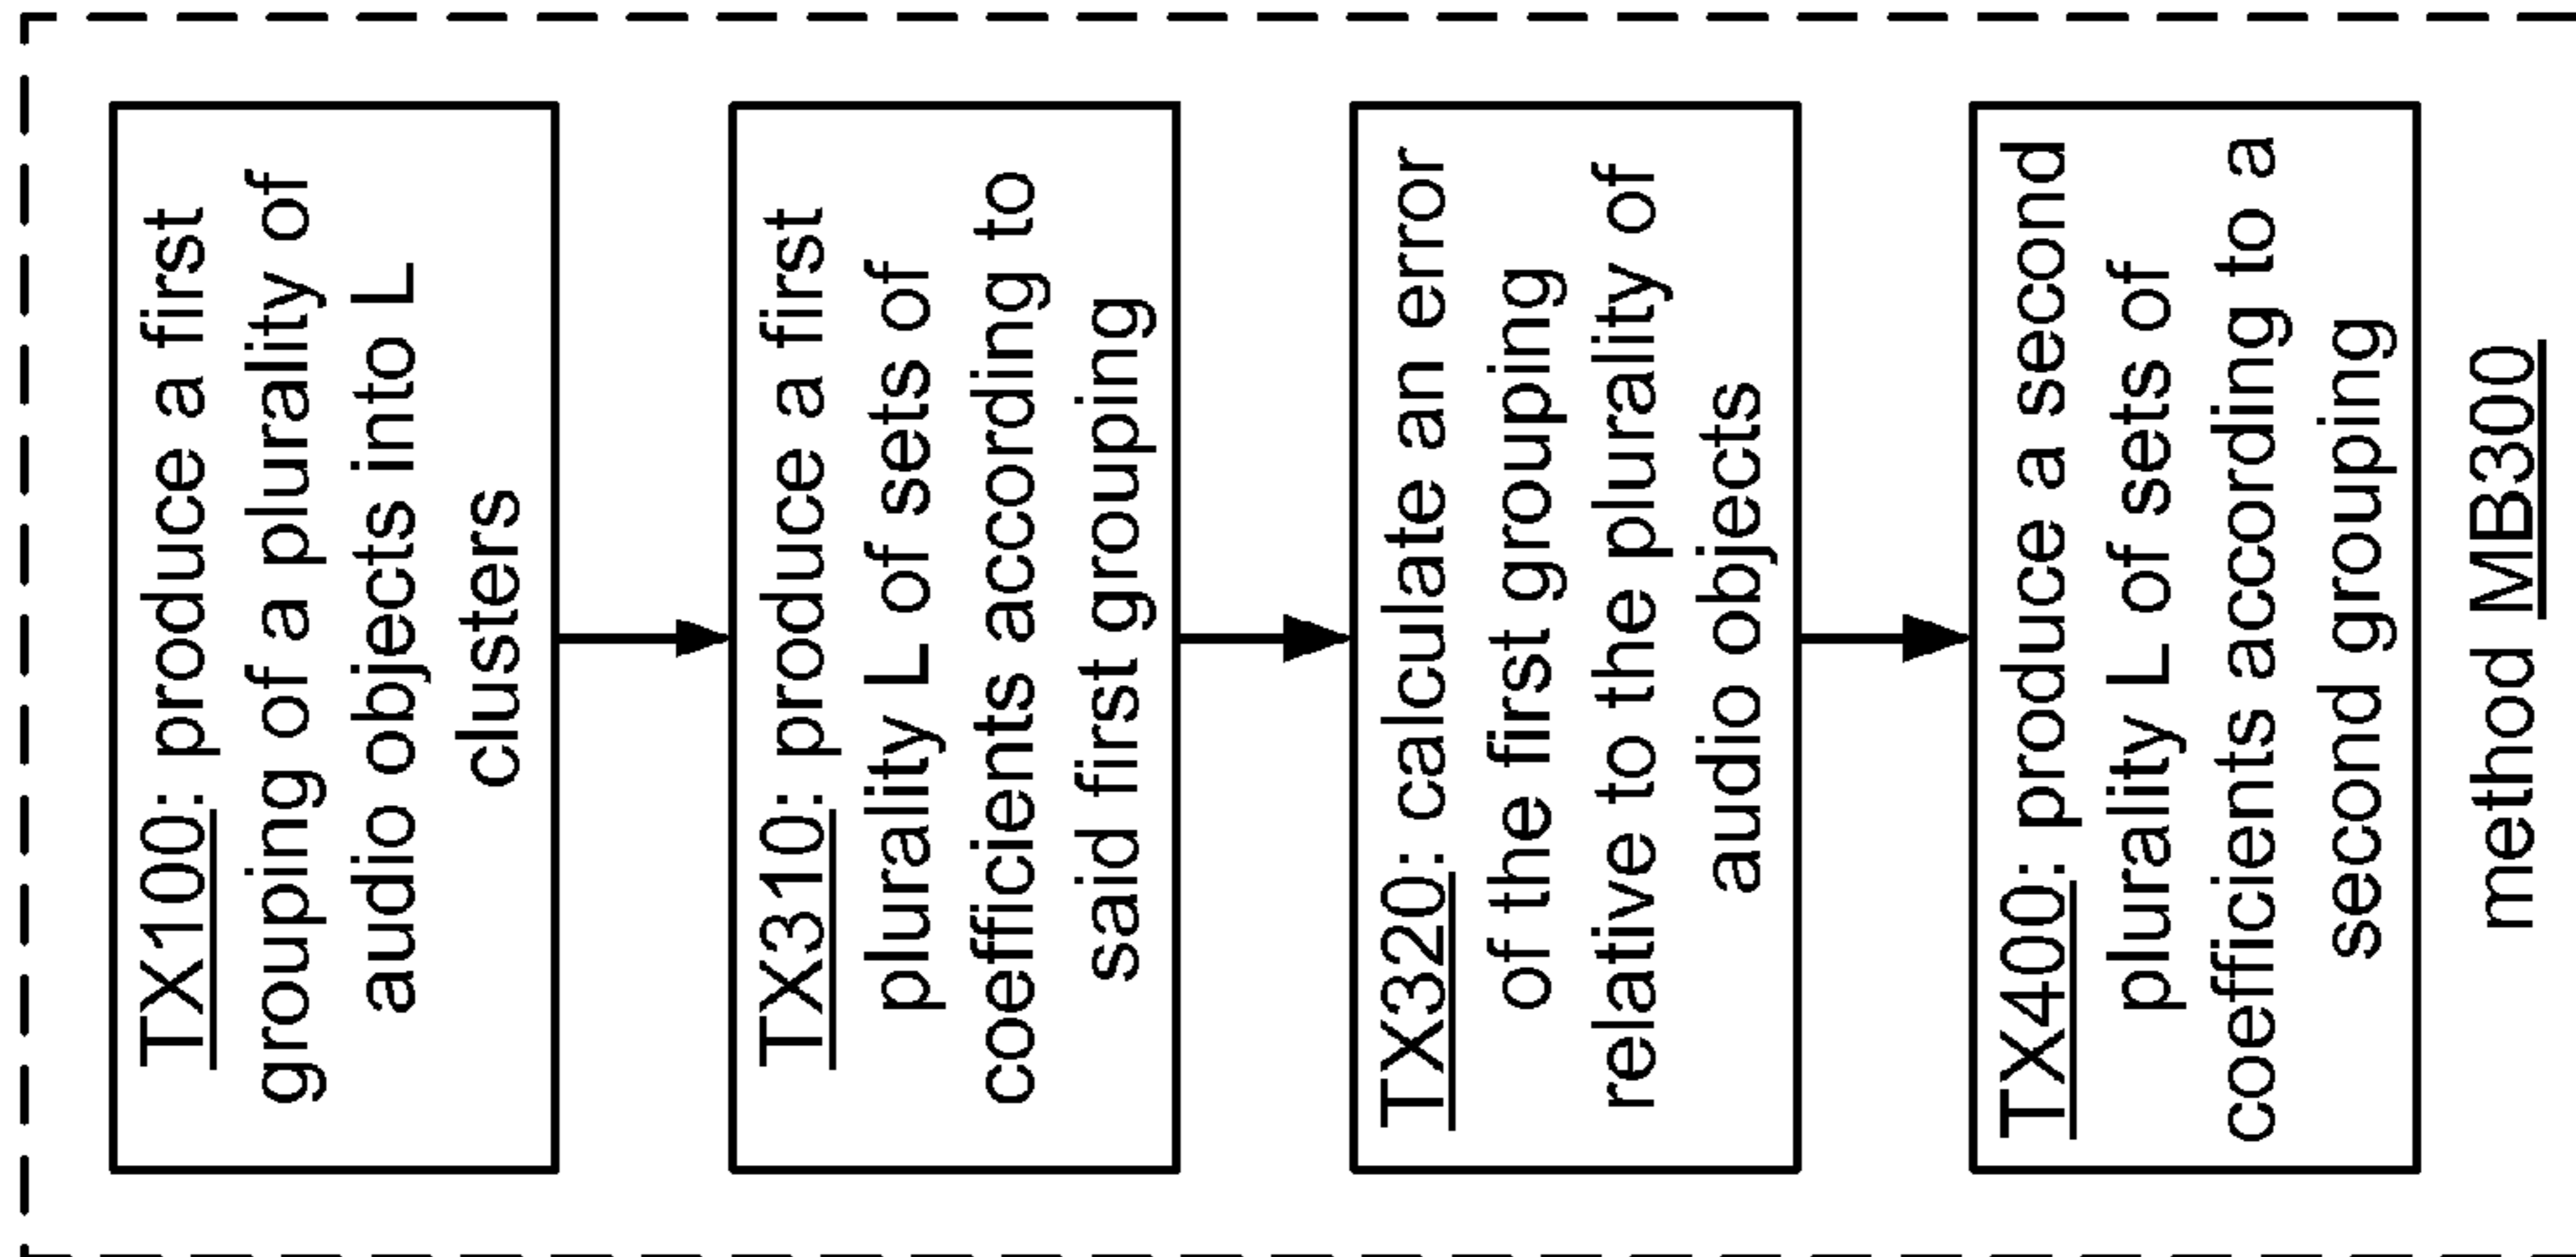 TX100: produce a first
grouping of a plurality of
audio objects into L
clusters
TX310: produce a first
plurality L of sets of
coefficients according to
said first grouping
TX320: calculate an error
of the first grouping
relative to the plurality of
audio objects
TX400: produce a second
plurality L of sets of
coefficients according to a
second grouping
method MB300